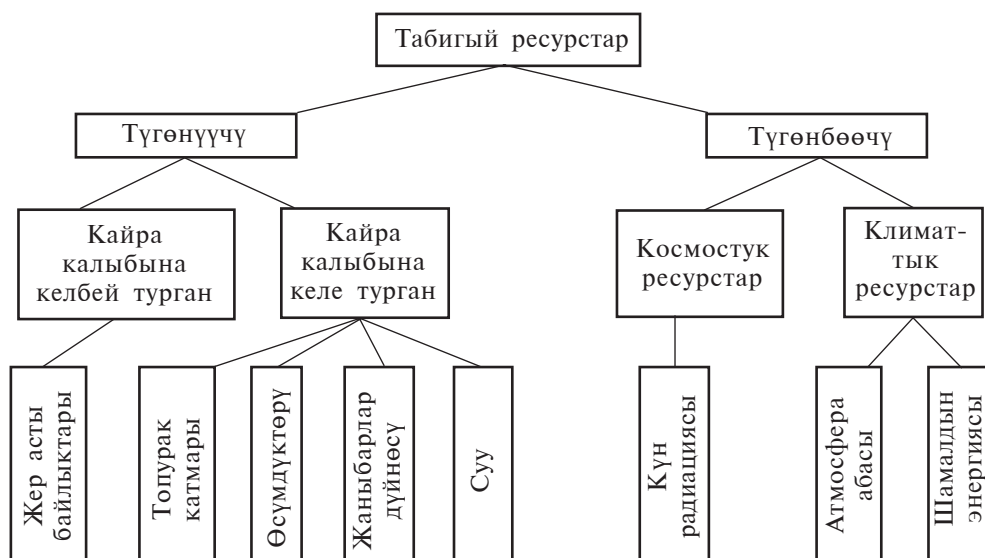 Табигый ресурстар
Түгөнүүчү
Түгөнбөөчү
Кайра
калыбына
келбей турган
Кайра
калыбына
келе турган
Космостук
ресурстар
Климат-
тык
ресурстар
Жер асты
байлыктары
Топурак
катмары
Өсүмдүктөрү
Жаныбарлар
дүйнөсү
Суу
Күн
радиациясы
Атмосфера
абасы
Шамалдын
энергиясы